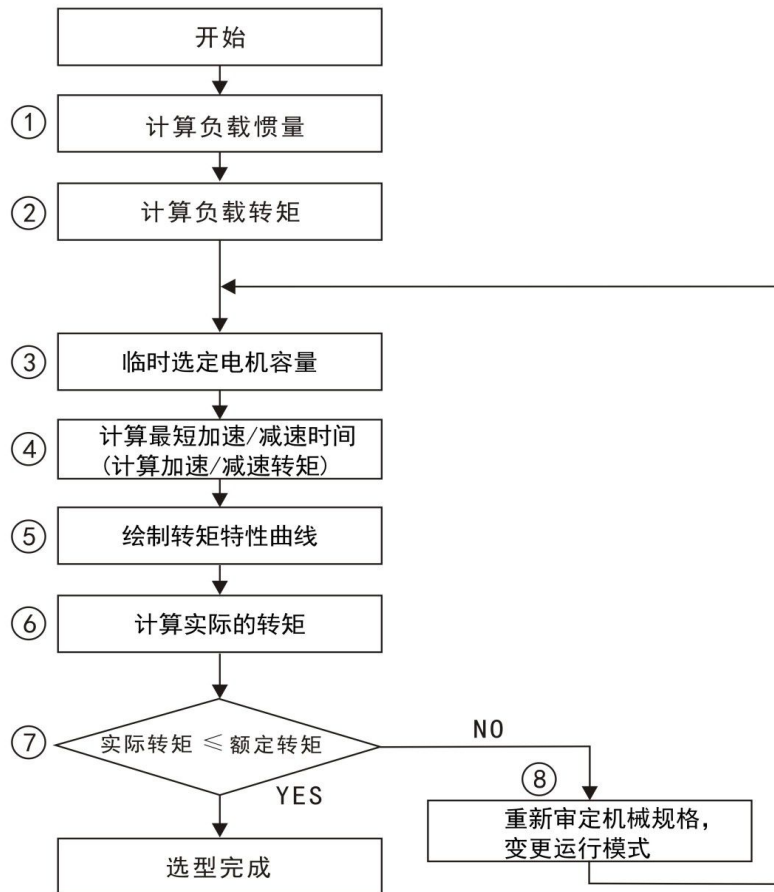 开始
① 计算负载惯量
② 计算负载转矩
③ 临时选定电机容量
④ 计算最短加速/减速时间
(计算加速/减速转矩)
⑤ 绘制转矩特性曲线
⑥ 计算实际的转矩
⑦ 实际转矩 ≤ 额定转矩
NO
YES
⑧
重新审定机械规格，
变更运行模式
选型完成